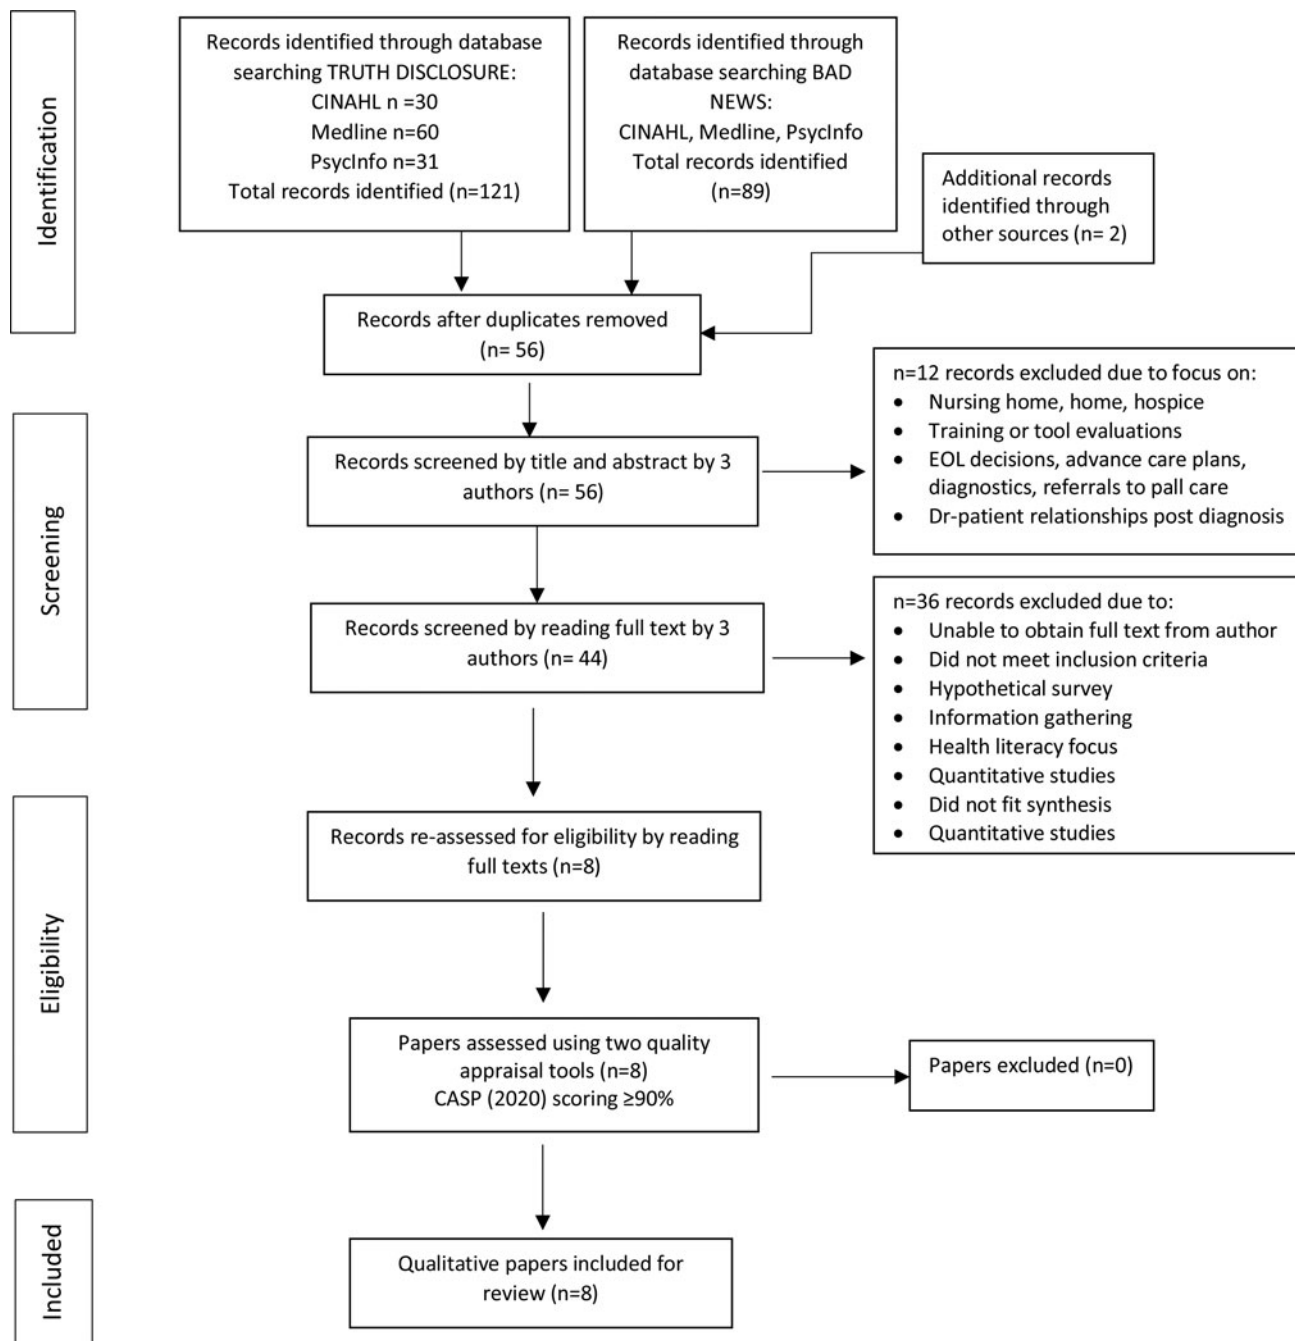 Identification
Records identified through database
searching TRUTH DISCLOSURE:
CINAHL n =30
Medline n=60
PsycInfo n=31
Total records identified (n=121)
Records identified through
database searching BAD
NEWS:
CINAHL, Medline, PsycInfo
Total records identified
(n=89)
Additional records
identified through
other sources (n= 2)
Records after duplicates removed
(n= 56)
Screening
Records screened by title and abstract by 3
authors (n= 56)
n=12 records excluded due to focus on:
• Nursing home, home, hospice
• Training or tool evaluations
• EOL decisions, advance care plans,
diagnostics, referrals to pall care
• Dr-patient relationships post diagnosis
Records screened by reading full text by 3
authors (n= 44)
n=36 records excluded due to:
• Unable to obtain full text from author
• Did not meet inclusion criteria
• Hypothetical survey
• Information gathering
• Health literacy focus
• Quantitative studies
• Did not fit synthesis
• Quantitative studies
Eligibility
Records re-assessed for eligibility by reading
full texts (n=8)
Papers assessed using two quality
appraisal tools (n=8)
CASP (2020) scoring ≥90%
Papers excluded (n=0)
Included
Qualitative papers included for
review (n=8)